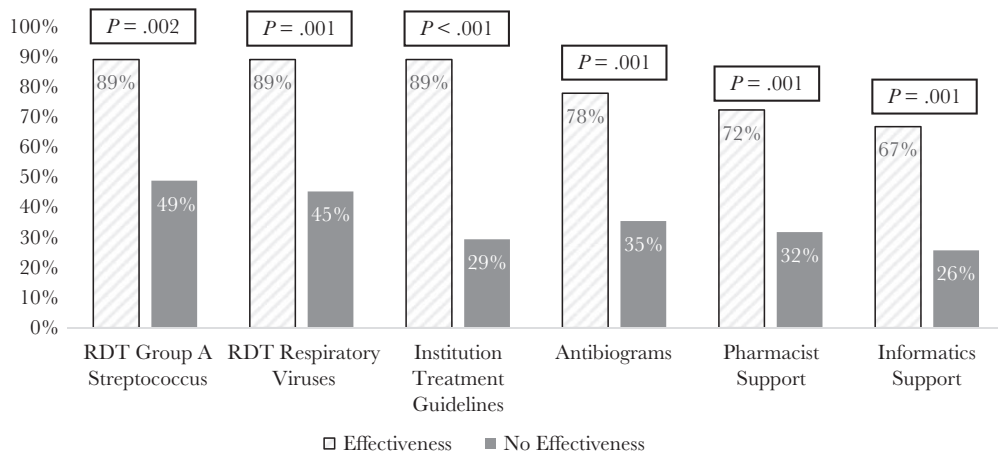 100%
90%
80%
70%
60%
50%
40%
30%
20%
10%
0%
P = .002
P = .001
P < .001
P = .001
P = .001
P = .001
89%
49%
89%
45%
89%
29%
78%
35%
72%
32%
67%
26%
RDT Group A
Streptococcus
RDT Respiratory
Viruses
Institution
Treatment
Guidelines
Antibiograms
Pharmacist
Support
Informatics
Support
Effectiveness
No Effectiveness